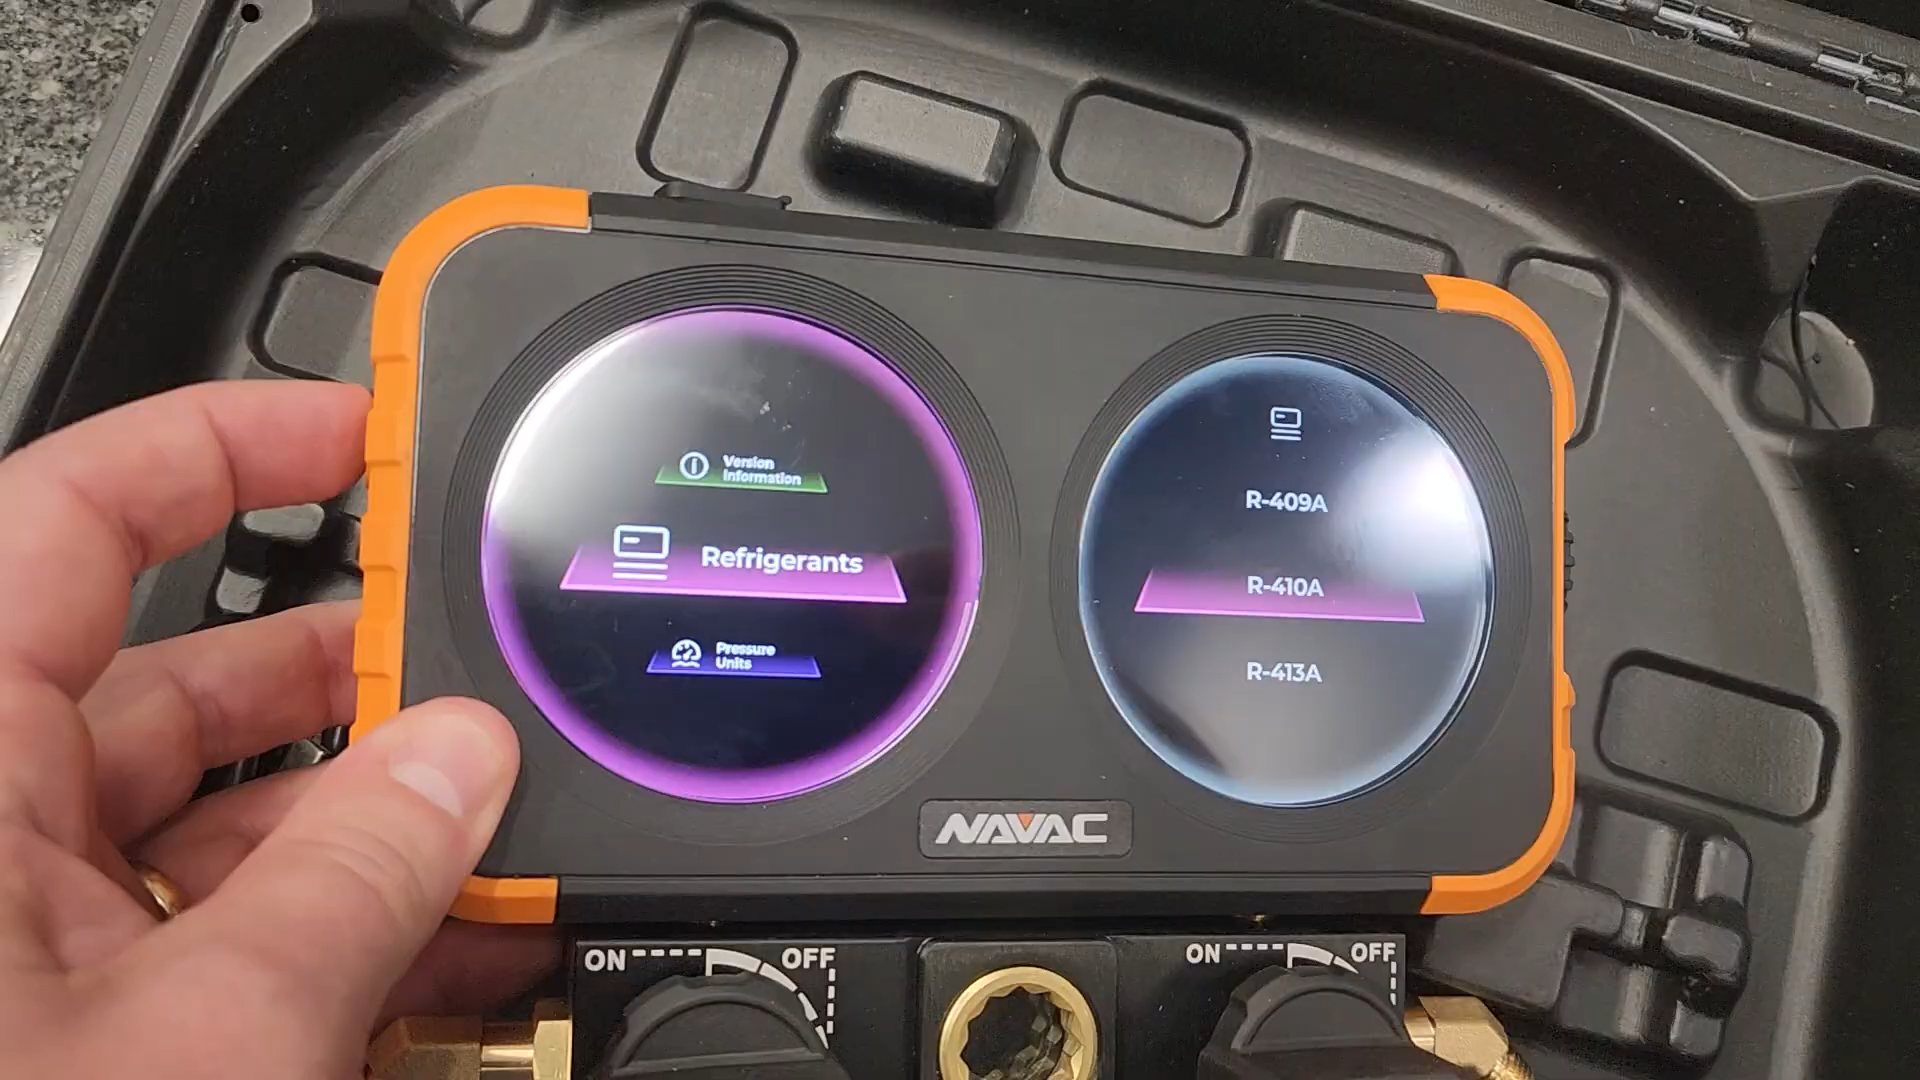 Version
Information
Refrigerants
Pressure
Units
R-409A
R-410A
R-413A
NAVAC
ON OFF
ON OFF